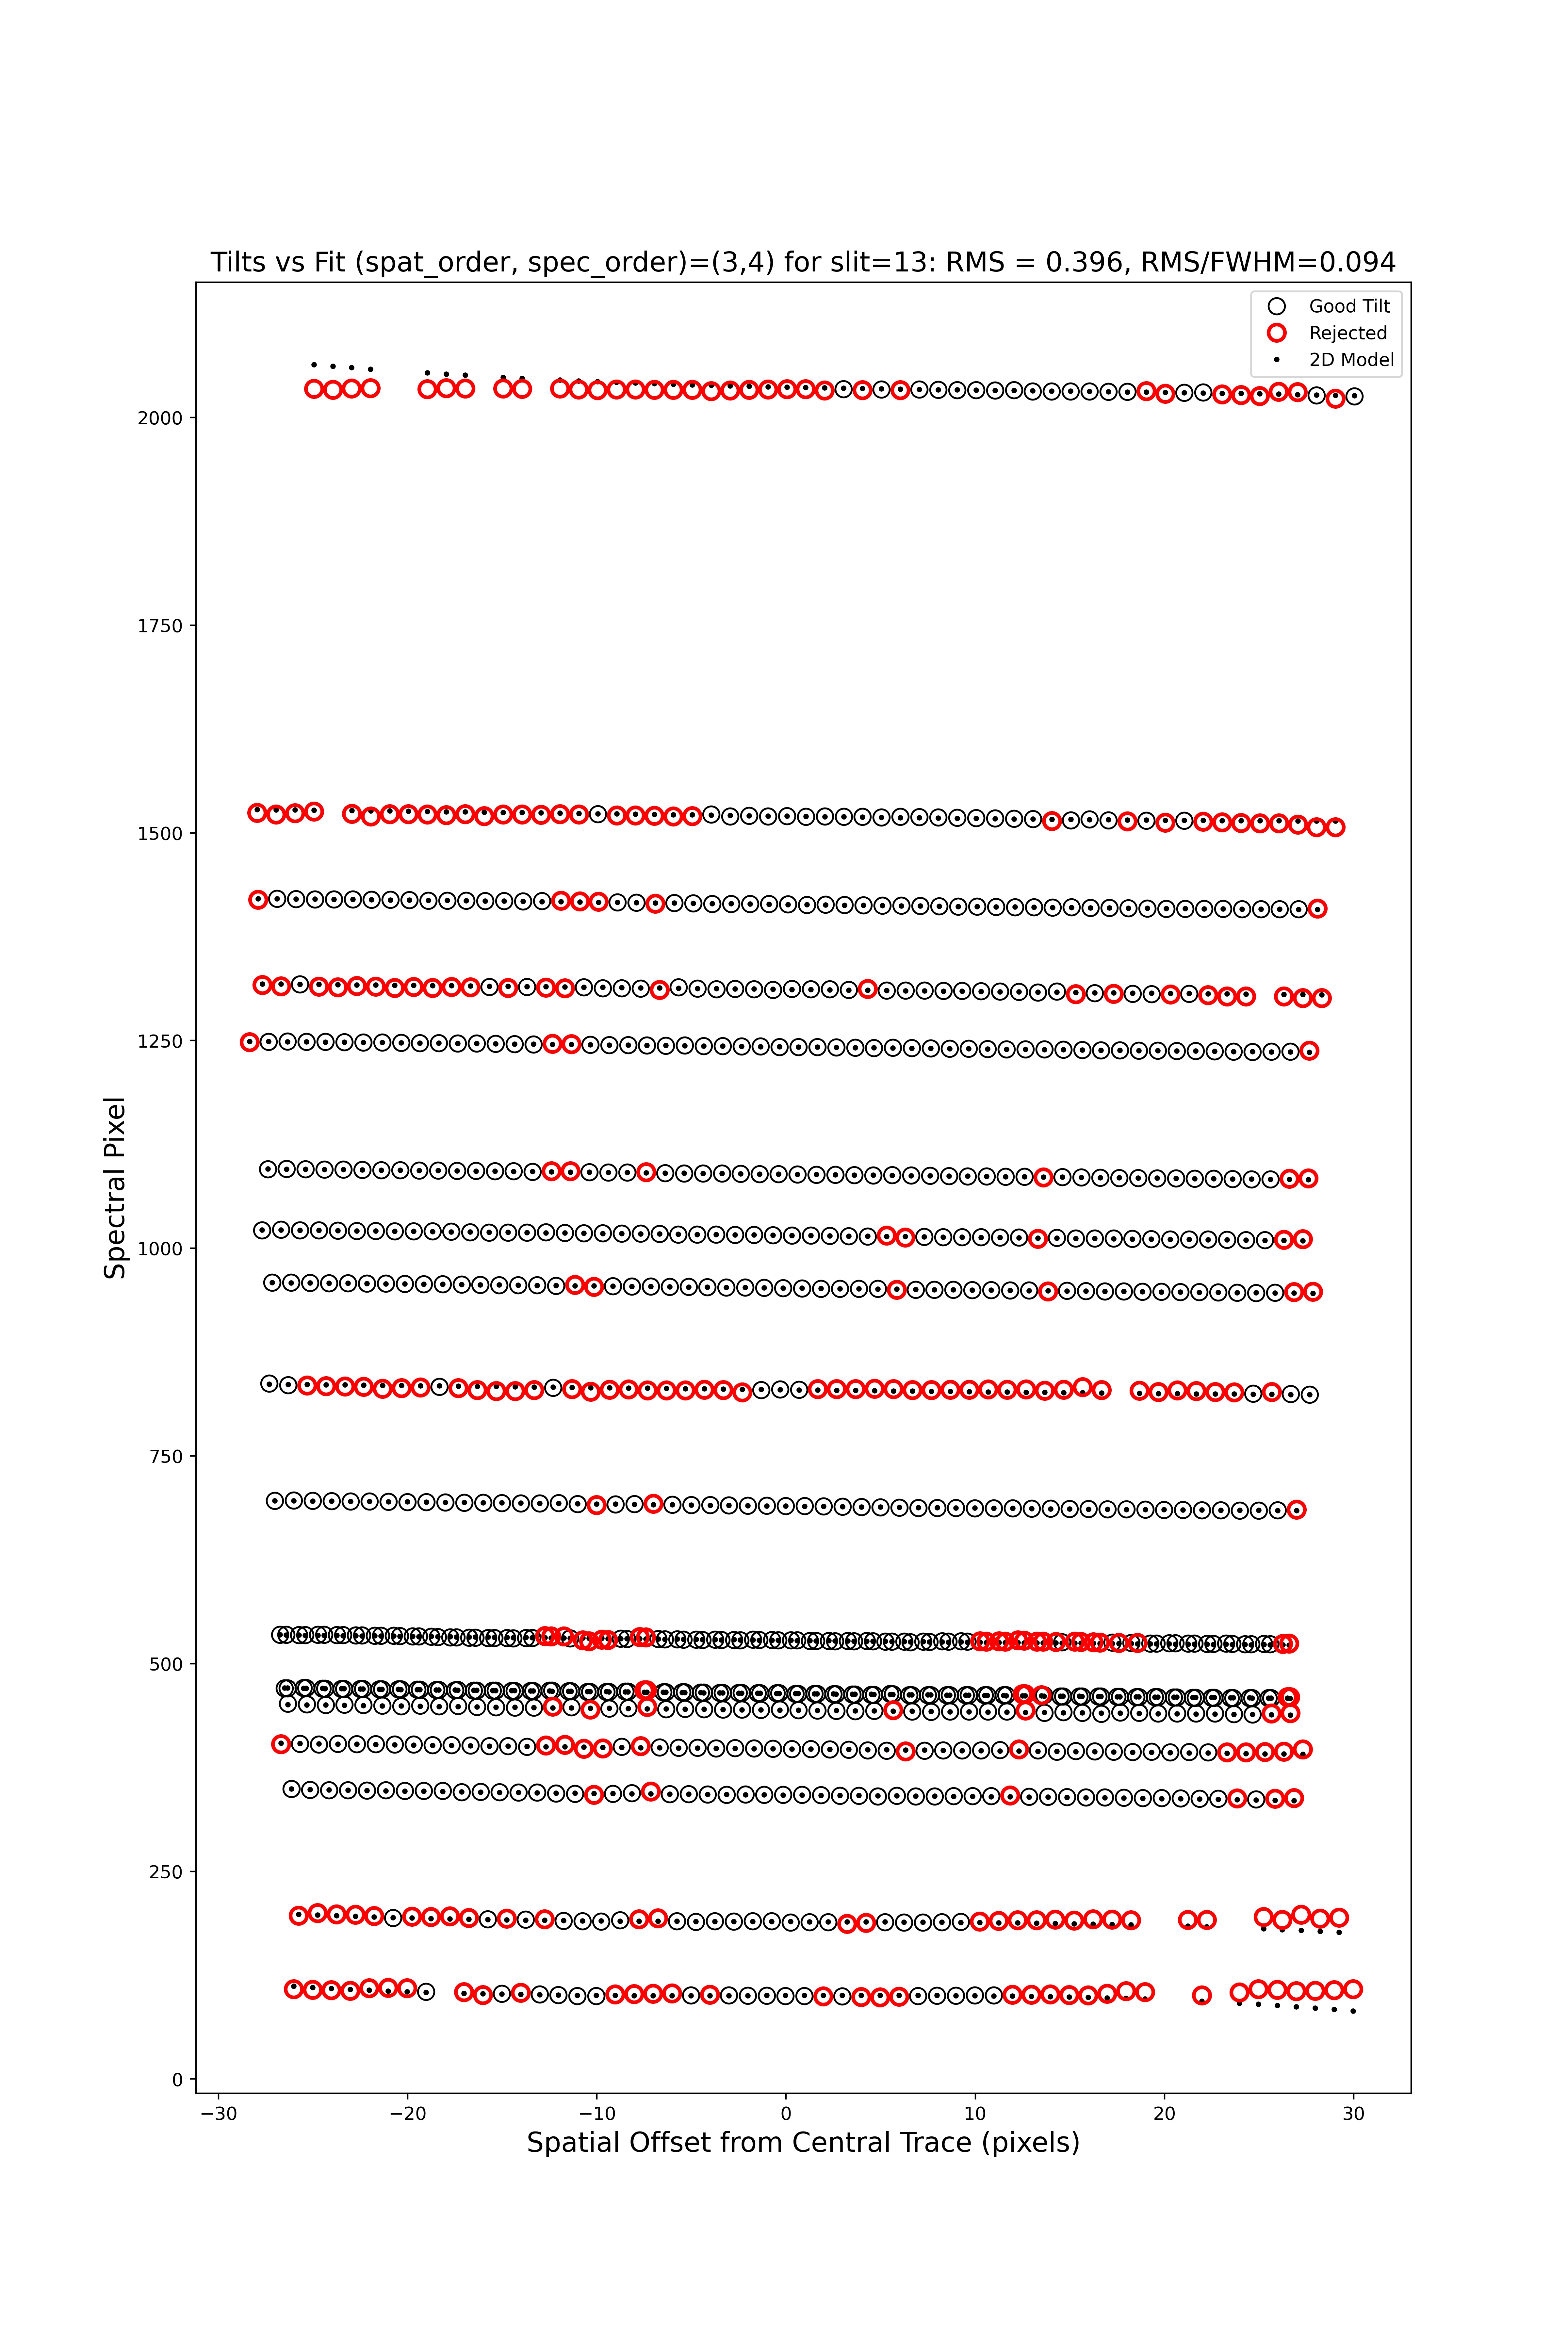 Tilts vs Fit (spat_order, spec_order)=(3,4) for slit=13: RMS = 0.396, RMS/FWHM=0.094
Good Tilt
Rejected
2D Model
2000
1750
1500
1250
1000
750
500
250
0
Spectral Pixel
−30 −20 −10 0 10 20 30
Spatial Offset from Central Trace (pixels)